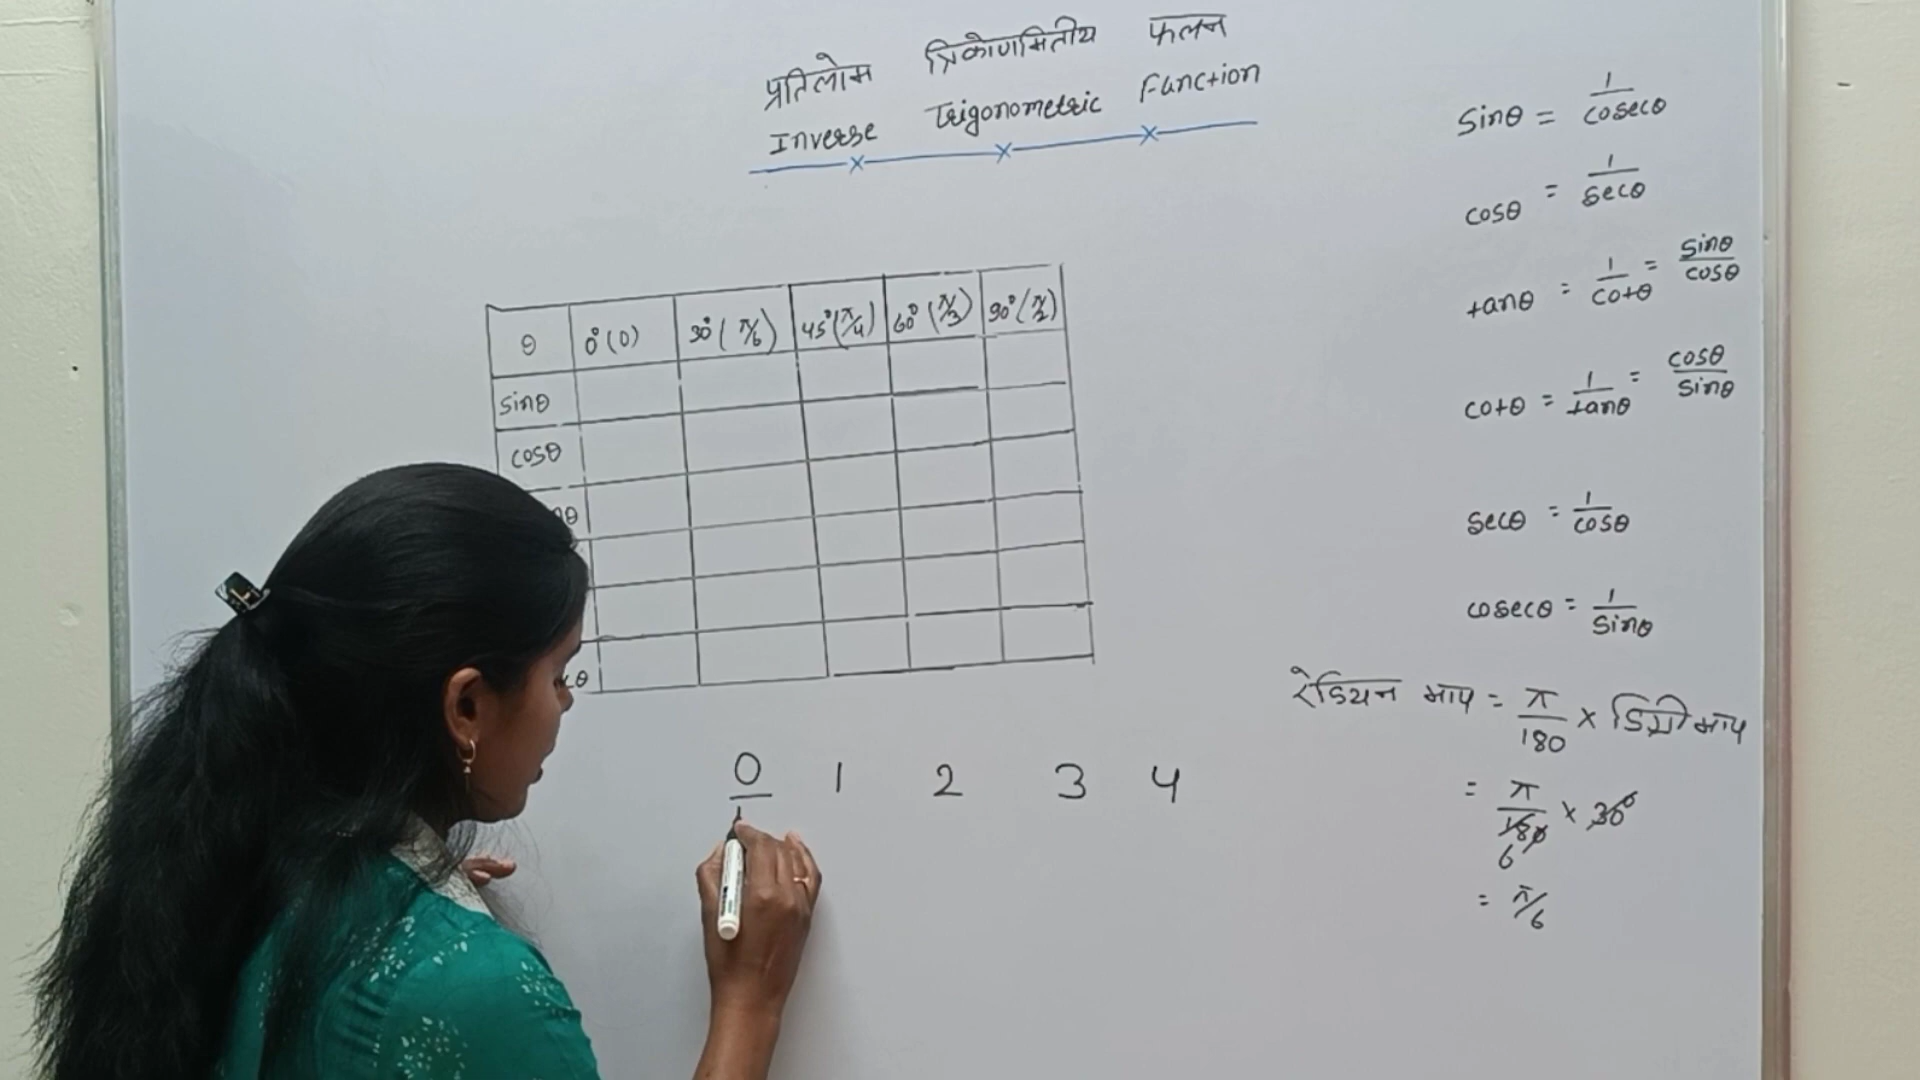 प्रतिलोम त्रिकोणमितीय फलन
Inverse Trigonometric Function
θ 0°(0) 30°(π/6) 45°(π/4) 60°(π/3) 90°(π/2)
sinθ
cosθ
0 1 2 3 4
sinθ = 1/cosecθ
cosθ = 1/secθ
tanθ = 1/cotθ = sinθ/cosθ
cotθ = 1/tanθ = cosθ/sinθ
secθ = 1/cosθ
cosecθ = 1/sinθ
रेडियन माप = π/180 × डिग्री माप
= π/180 × 30°
6
= π/6